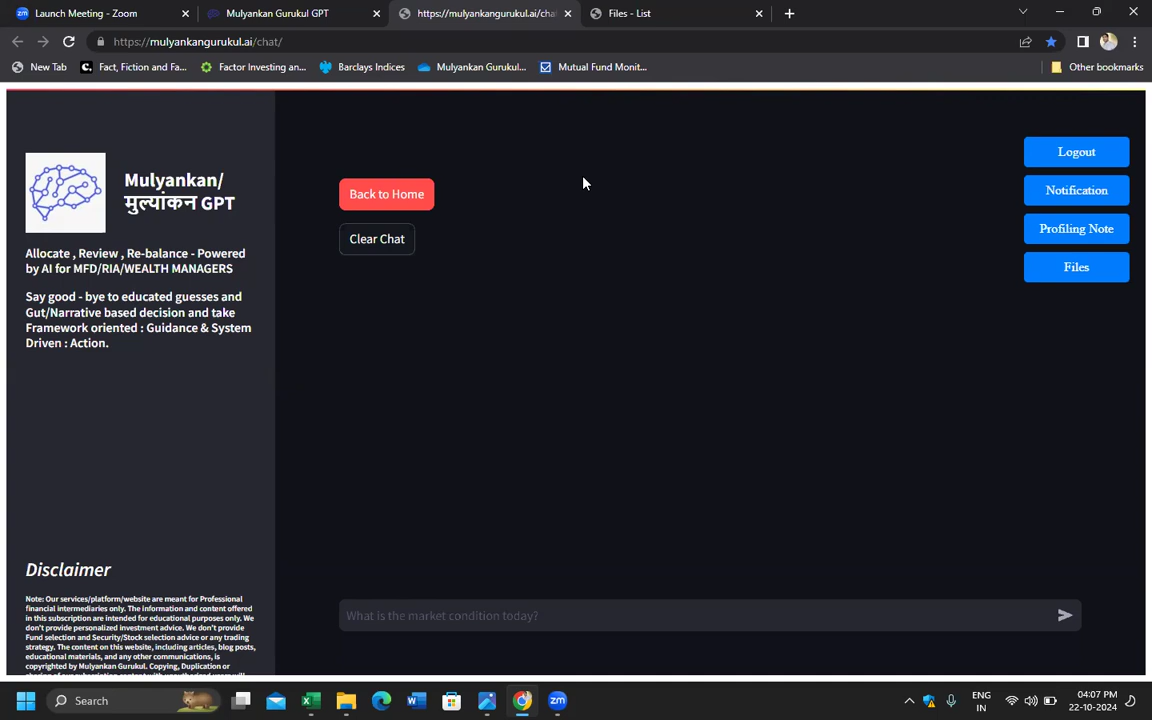 Launch Meeting - Zoom
Mulyankan Gurukul GPT
https://mulyankangurukul.ai/cha
Files - List
https://mulyankangurukul.ai/chat/
New Tab
Fact, Fiction and Fa...
Factor Investing an...
Barclays Indices
Mulyankan Gurukul...
Mutual Fund Monit...
Other bookmarks
Mulyankan/
मुल्यांकन GPT
Allocate , Review , Re-balance - Powered
by AI for MFD/RIA/WEALTH MANAGERS
Say good - bye to educated guesses and
Gut/Narrative based decision and take
Framework oriented : Guidance & System
Driven : Action.
Disclaimer
Note: Our services/platform/website are meant for Professional
financial intermediaries only. The information and content offered
in this subscription are intended for educational purposes only. We
don't provide personalized investment advice. We don't provide
Fund selection and Security/Stock selection advice or any trading
strategy. The content on this website, including articles, blog posts,
educational materials, and any other communications, is
copyrighted by Mulyankan Gurukul. Copying, Duplication or
Back to Home
Clear Chat
Logout
Notification
Profiling Note
Files
What is the market condition today?
Search
ENG
IN
04:07 PM
22-10-2024